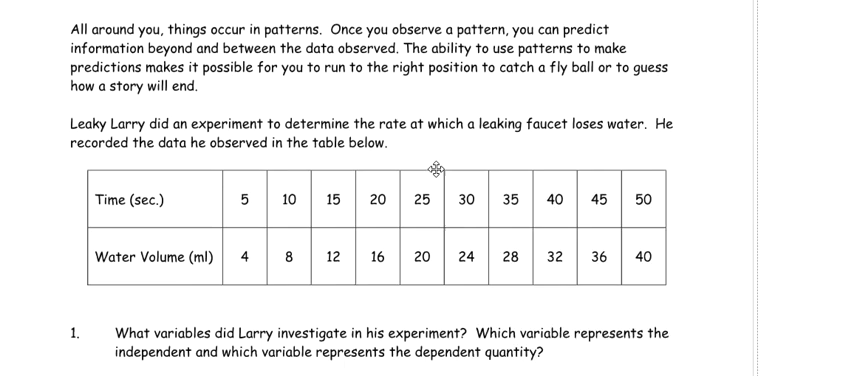 All around you, things occur in patterns. Once you observe a pattern, you can predict
information beyond and between the data observed. The ability to use patterns to make
predictions makes it possible for you to run to the right position to catch a fly ball or to guess
how a story will end.
Leaky Larry did an experiment to determine the rate at which a leaking faucet loses water. He
recorded the data he observed in the table below.
Time (sec.) 5 10 15 20 25 30 35 40 45 50
Water Volume (ml) 4 8 12 16 20 24 28 32 36 40
1. What variables did Larry investigate in his experiment? Which variable represents the
independent and which variable represents the dependent quantity?